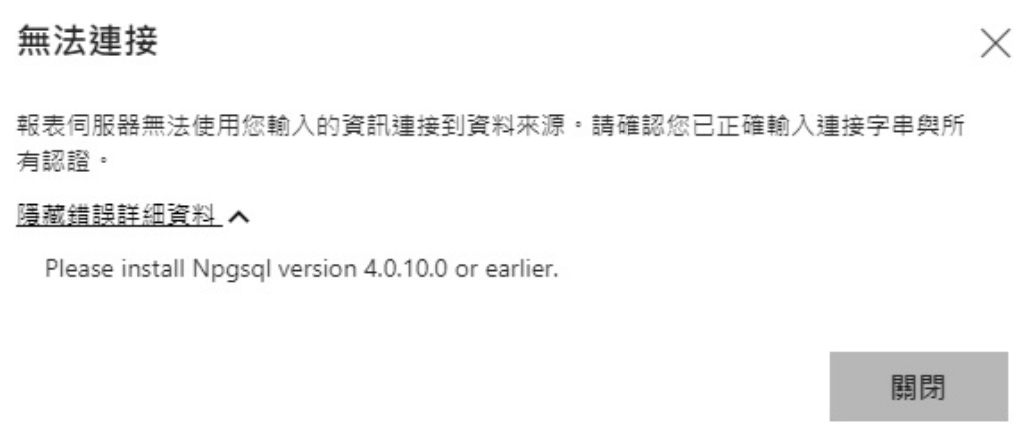 無法連接
報表伺服器無法使用您輸入的資訊連接到資料來源。請確認您已正確輸入連接字串與所
有認證。
隱藏錯誤詳細資料
Please install Npgsql version 4.0.10.0 or earlier.
關閉